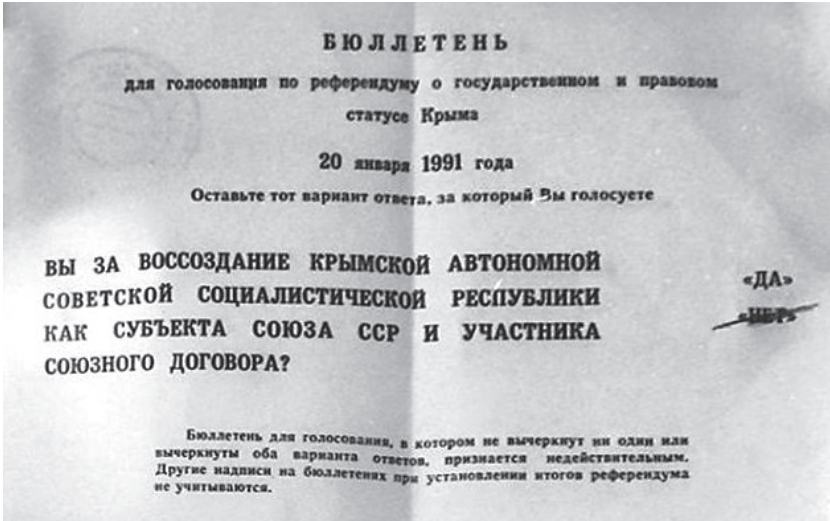 БЮЛЛЕТЕНЬ
для голосования по референдуму о государственном и правовом
статусе Крыма
20 января 1991 года
Оставьте тот вариант ответа, за который Вы голосуете
ВЫ ЗА ВОССОЗДАНИЕ КРЫМСКОЙ АВТОНОМНОЙ
СОВЕТСКОЙ СОЦИАЛИСТИЧЕСКОЙ РЕСПУБЛИКИ
КАК СУБЪЕКТА СОЮЗА ССР И УЧАСТНИКА
СОЮЗНОГО ДОГОВОРА?
«ДА»
«НЕТ»
Бюллетень для голосования, в котором не вычеркнут ни один или
вычеркнуты оба варианта ответов, признается недействительным.
Другие надписи на бюллетенях при установлении итогов референдума
не учитываются.